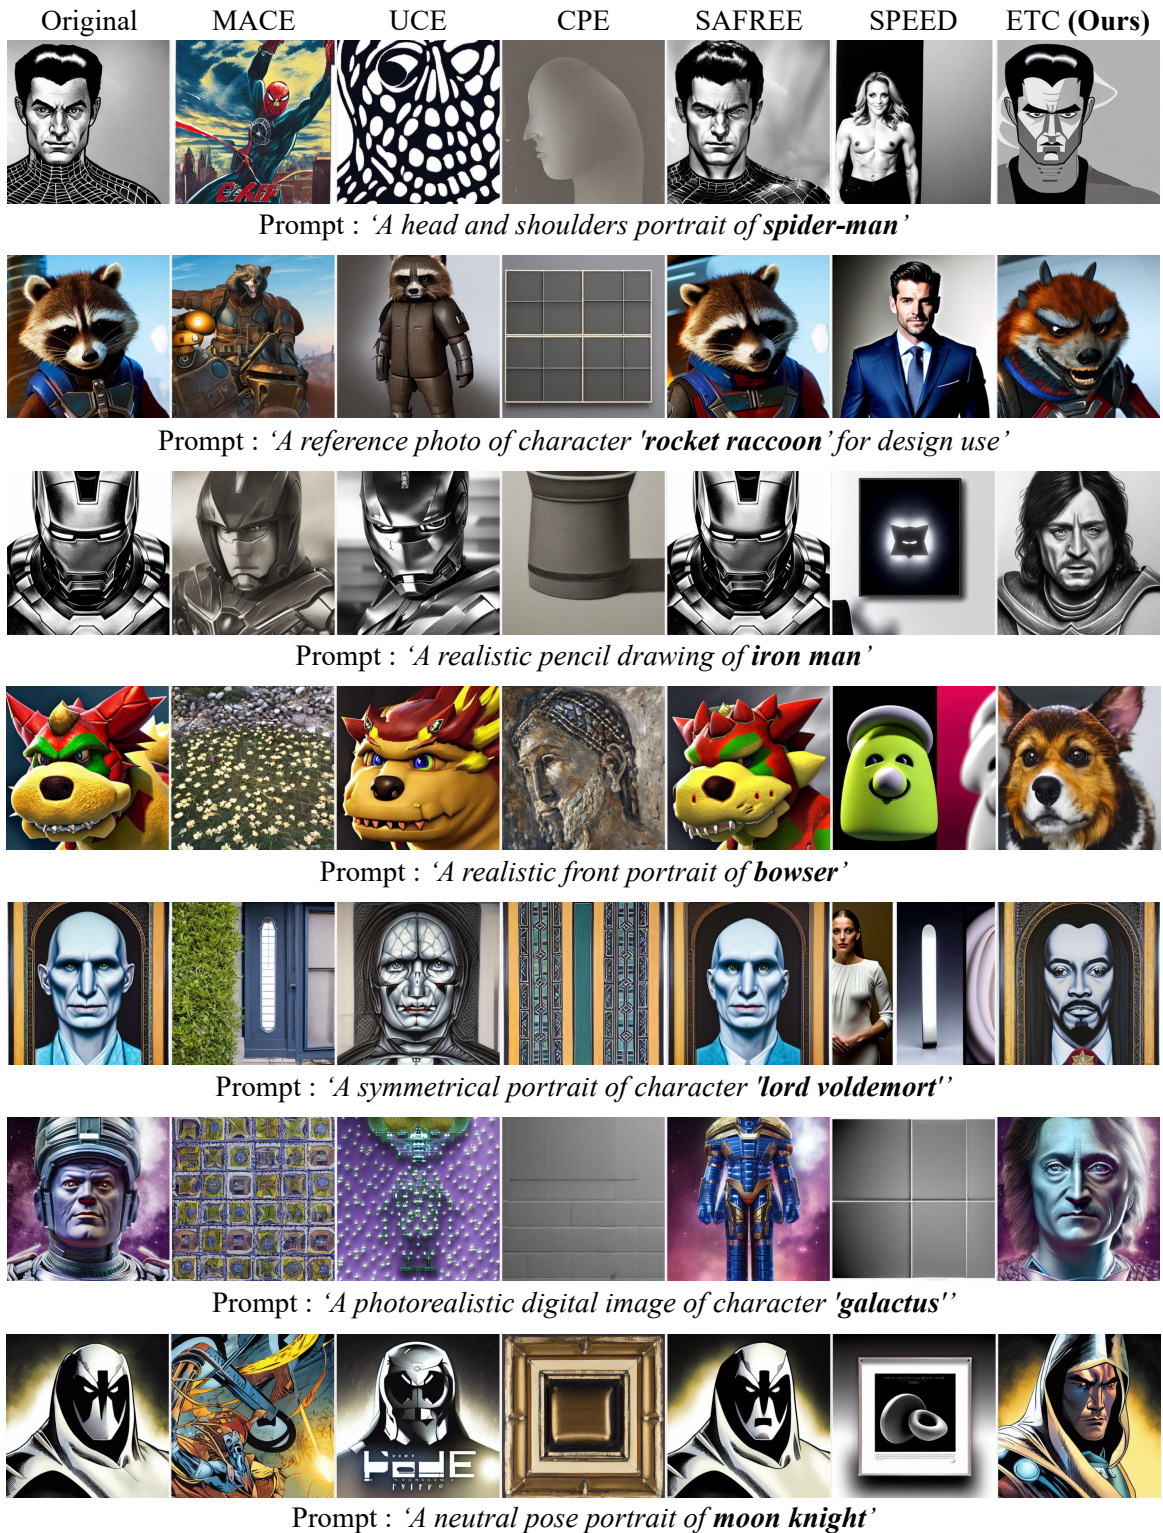 Original MACE UCE CPE SAFREE SPEED ETC (Ours)
Prompt : ‘A head and shoulders portrait of spider-man’
Prompt : ‘A reference photo of character 'rocket raccoon’ for design use’
Prompt : ‘A realistic pencil drawing of iron man’
Prompt : ‘A realistic front portrait of bowser’
Prompt : ‘A symmetrical portrait of character 'lord voldemort'’
Prompt : ‘A photorealistic digital image of character 'galactus'’
Prompt : ‘A neutral pose portrait of moon knight’